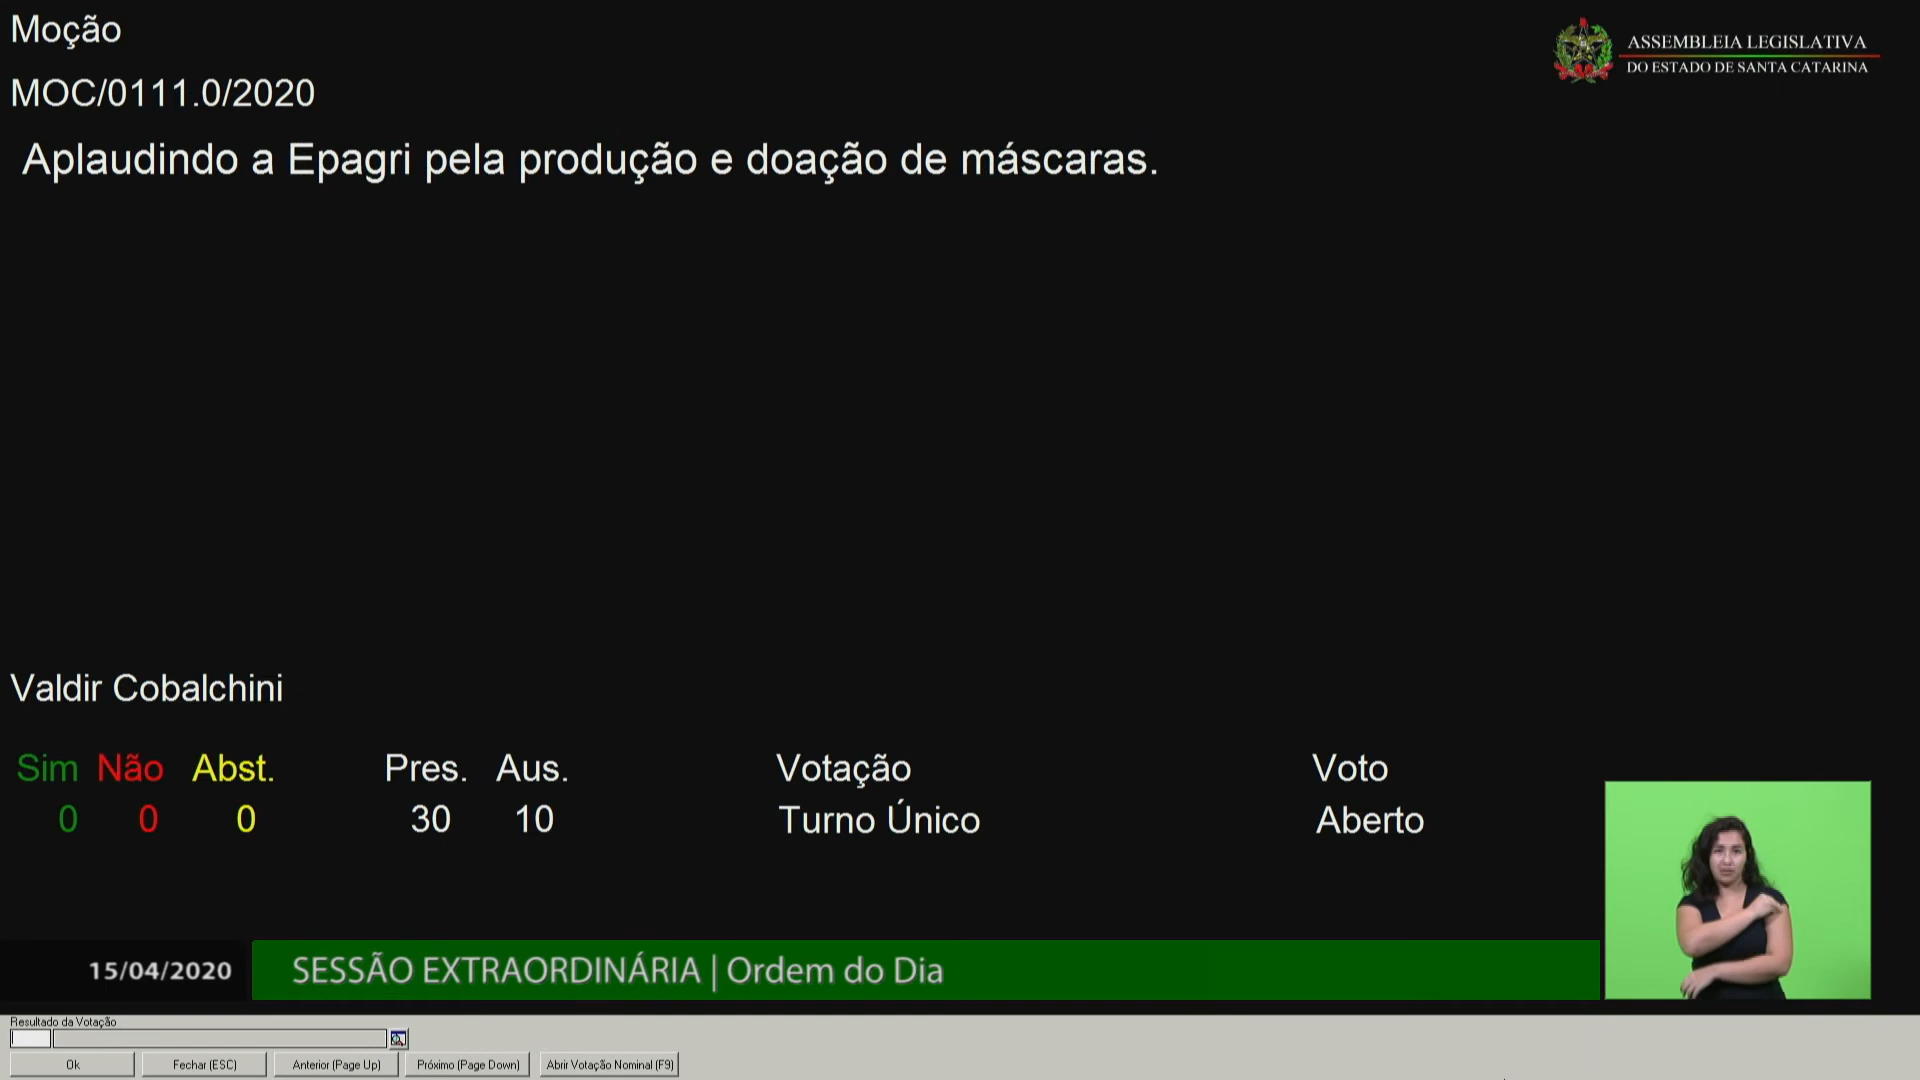 Moção
ASSEMBLEIA LEGISLATIVA
DO ESTADO DE SANTA CATARINA
MOC/0111.0/2020
Aplaudindo a Epagri pela produção e doação de máscaras.
Valdir Cobalchini
Sim Não Abst. Pres. Aus. Votação Voto
0 0 0 30 10 Turno Único Aberto
15/04/2020 SESSÃO EXTRAORDINÁRIA | Ordem do Dia
Resultado da Votação
Ok Fechar (ESC) Anterior (Page Up) Próximo (Page Down) Abrir Votação Nominal (F9)